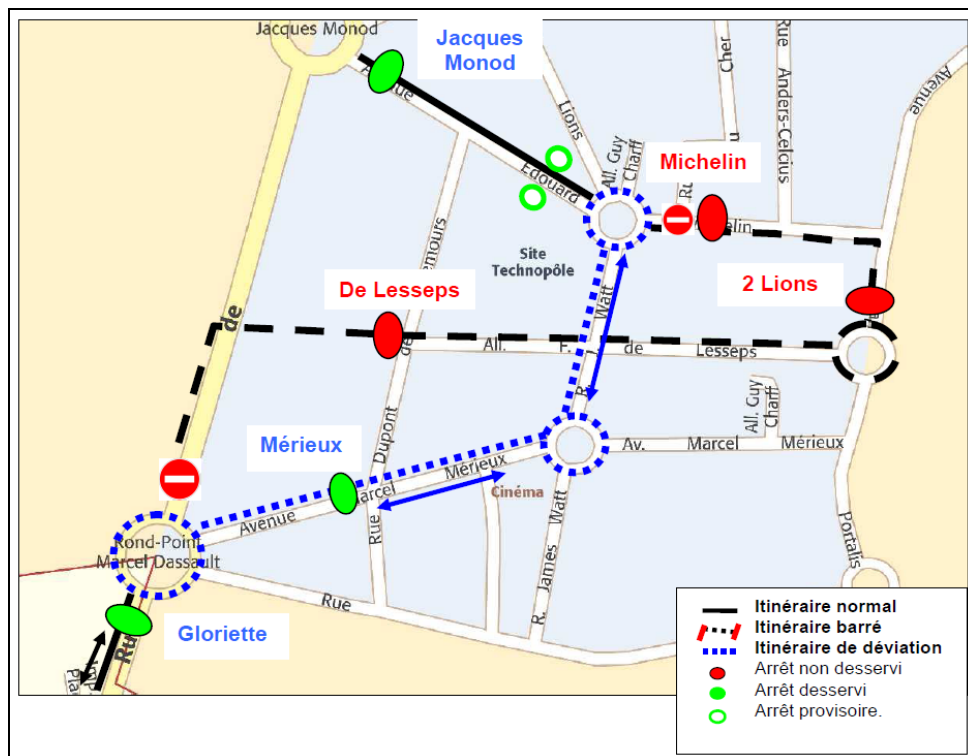 Jacques Monod
Jacques
Monod
Avenue
Lions
All. Guy
Charff
Cher
Rue
Anders-Celcius
Avenue
Michelin
Edouard
Site
Technopôle
De Lesseps
2 Lions
de
emours
de
Dupont
Rue
All. F. de Lesseps
R. J. Watt
All. Guy
Charff
Mérieux
Avenue Marcel Mérieux
Av. Marcel Mérieux
Cinéma
R. James Watt
Portalis
Rond-Point
Marcel Dassault
Rue
Gloriette
Itinéraire normal
Itinéraire barré
Itinéraire de déviation
Arrêt non desservi
Arrêt desservi
Arrêt provisoire.